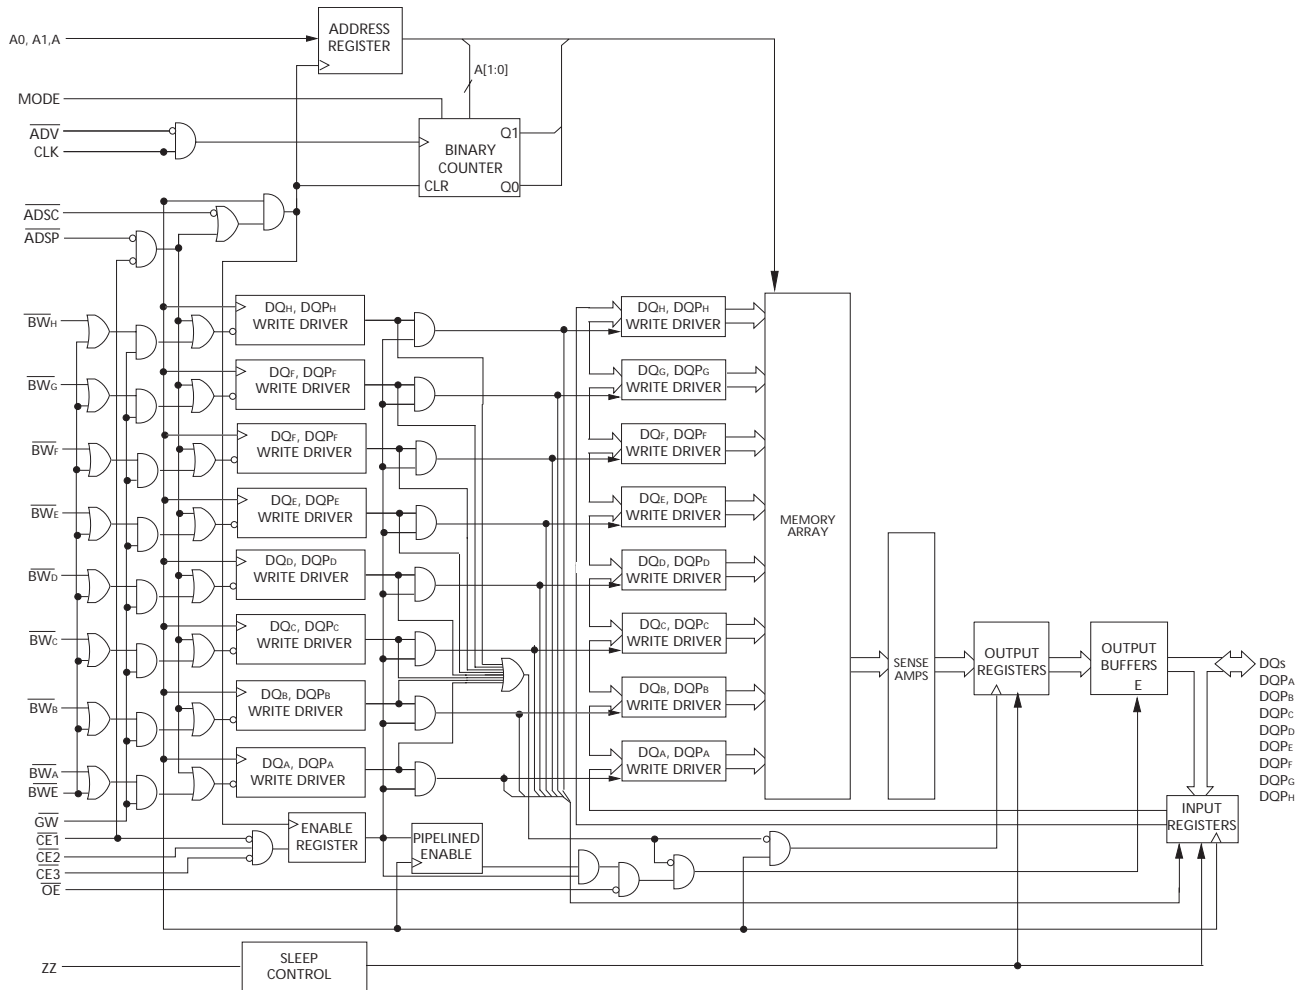 A0, A1,A
ADDRESS
REGISTER
A[1:0]
MODE
ADV
CLK
BINARY
COUNTER
CLR
Q1
Q0
ADSC
ADSP
BWH
DQH, DQPH
WRITE DRIVER
DQH, DQPH
WRITE DRIVER
BWG
DQF, DQPF
WRITE DRIVER
DQG, DQPG
WRITE DRIVER
BWF
DQF, DQPF
WRITE DRIVER
DQF, DQPF
WRITE DRIVER
BWE
DQE, DQPE
WRITE DRIVER
DQE, DQPE
WRITE DRIVER
MEMORY
ARRAY
BWD
DQD, DQPD
WRITE DRIVER
DQD, DQPD
WRITE DRIVER
BWC
DQC, DQPC
WRITE DRIVER
DQC, DQPC
WRITE DRIVER
SENSE
AMPS
OUTPUT
REGISTERS
OUTPUT
BUFFERS
E
DQs
DQPA
DQPB
DQPC
DQPD
DQPE
DQPF
DQPG
DQPH
BWB
DQB, DQPB
WRITE DRIVER
DQB, DQPB
WRITE DRIVER
BWA
BWE
DQA, DQPA
WRITE DRIVER
DQA, DQPA
WRITE DRIVER
INPUT
REGISTERS
GW
CE1
CE2
CE3
OE
ENABLE
REGISTER
PIPELINED
ENABLE
ZZ
SLEEP
CONTROL